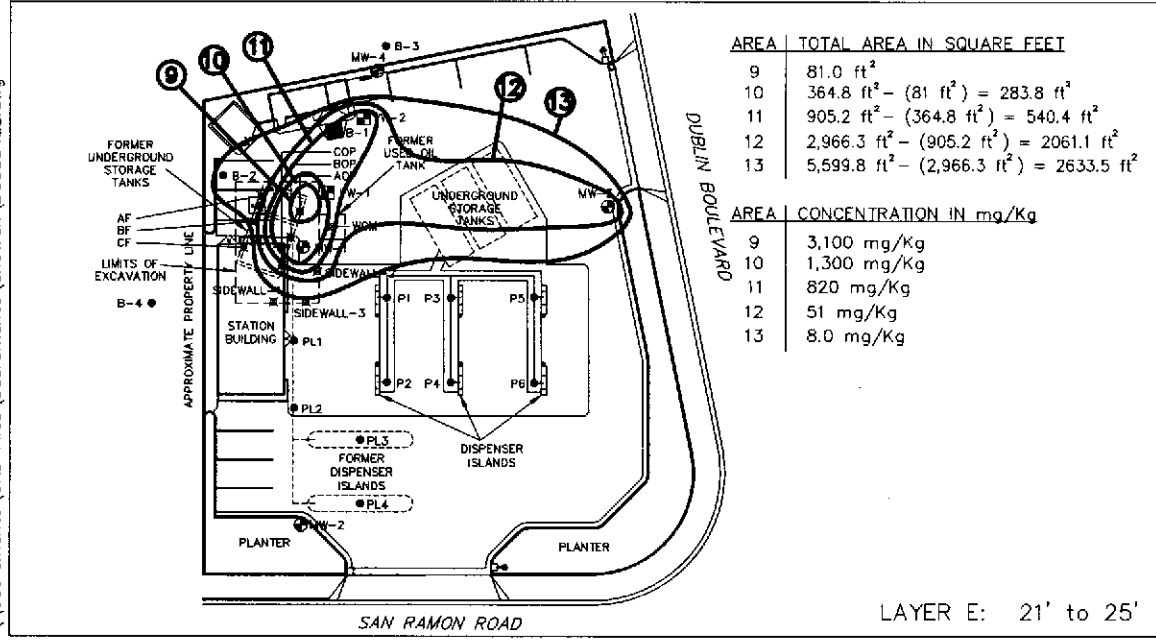 AREA | TOTAL AREA IN SQUARE FEET
9 | 81.0 ft²
10 | 364.8 ft² – (81 ft²) = 283.8 ft²
11 | 905.2 ft² – (364.8 ft²) = 540.4 ft²
12 | 2,966.3 ft² – (905.2 ft²) = 2061.1 ft²
13 | 5,599.8 ft² – (2,966.3 ft²) = 2633.5 ft²
AREA | CONCENTRATION IN mg/Kg
9 | 3,100 mg/Kg
10 | 1,300 mg/Kg
11 | 820 mg/Kg
12 | 51 mg/Kg
13 | 8.0 mg/Kg
9
10
11
12
13
B-3
MW-4
B-1
COP
BOP
FORMER
USED OIL
TANK
FORMER
UNDERGROUND
STORAGE
TANKS
B-2
UNDERGROUND
STORAGE
TANKS
DUBLIN BOULEVARD
AF
BF
CF
LIMITS OF
EXCAVATION
B-4
SIDEWALL-3
STATION
BUILDING
APPROXIMATE PROPERTY LINE
P1
P3
P5
P2
P4
P6
PL1
PL2
PL3
FORMER
DISPENSER
ISLANDS
PL4
DISPENSER
ISLANDS
MW-2
PLANTER
PLANTER
SAN RAMON ROAD
LAYER E: 21' to 25'